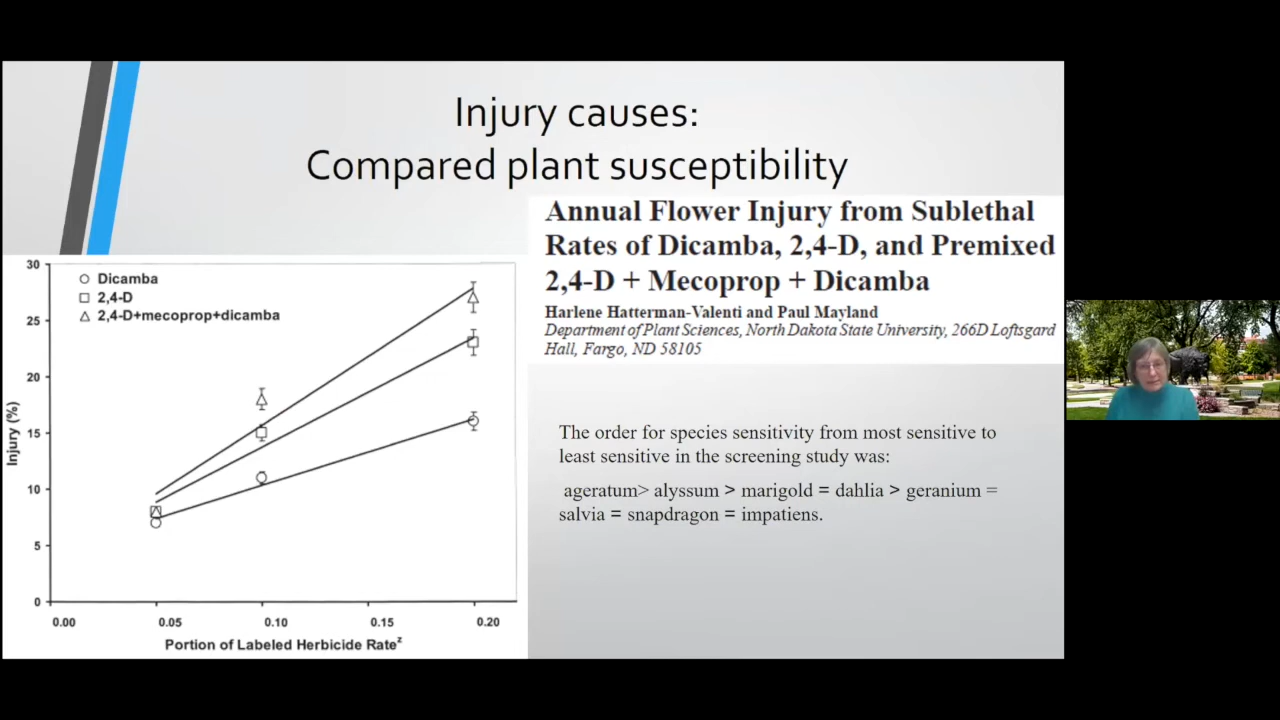 Injury causes:
Compared plant susceptibility
Annual Flower Injury from Sublethal
Rates of Dicamba, 2,4-D, and Premixed
2,4-D + Mecoprop + Dicamba
Harlene Hatterman-Valenti and Paul Mayland
Department of Plant Sciences, North Dakota State University, 266D Loftsgard
Hall, Fargo, ND 58105
30
25
20
15
10
5
0
Injury (%)
Dicamba
2,4-D
2,4-D+mecoprop+dicamba
0.00 0.05 0.10 0.15 0.20
Portion of Labeled Herbicide Rate^z
The order for species sensitivity from most sensitive to
least sensitive in the screening study was:
ageratum> alyssum > marigold = dahlia > geranium =
salvia = snapdragon = impatiens.